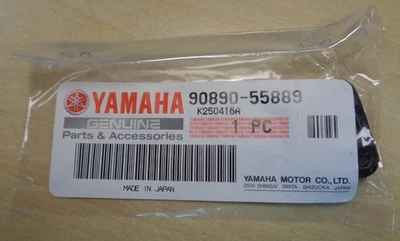 YAMAHA 90890-55889
K250416A
GENUINE
Parts & Accessories
1 PC
MADE IN JAPAN
YAMAHA MOTOR CO., LTD.
2500 SHINGAI IWATA SHIZUOKA JAPAN